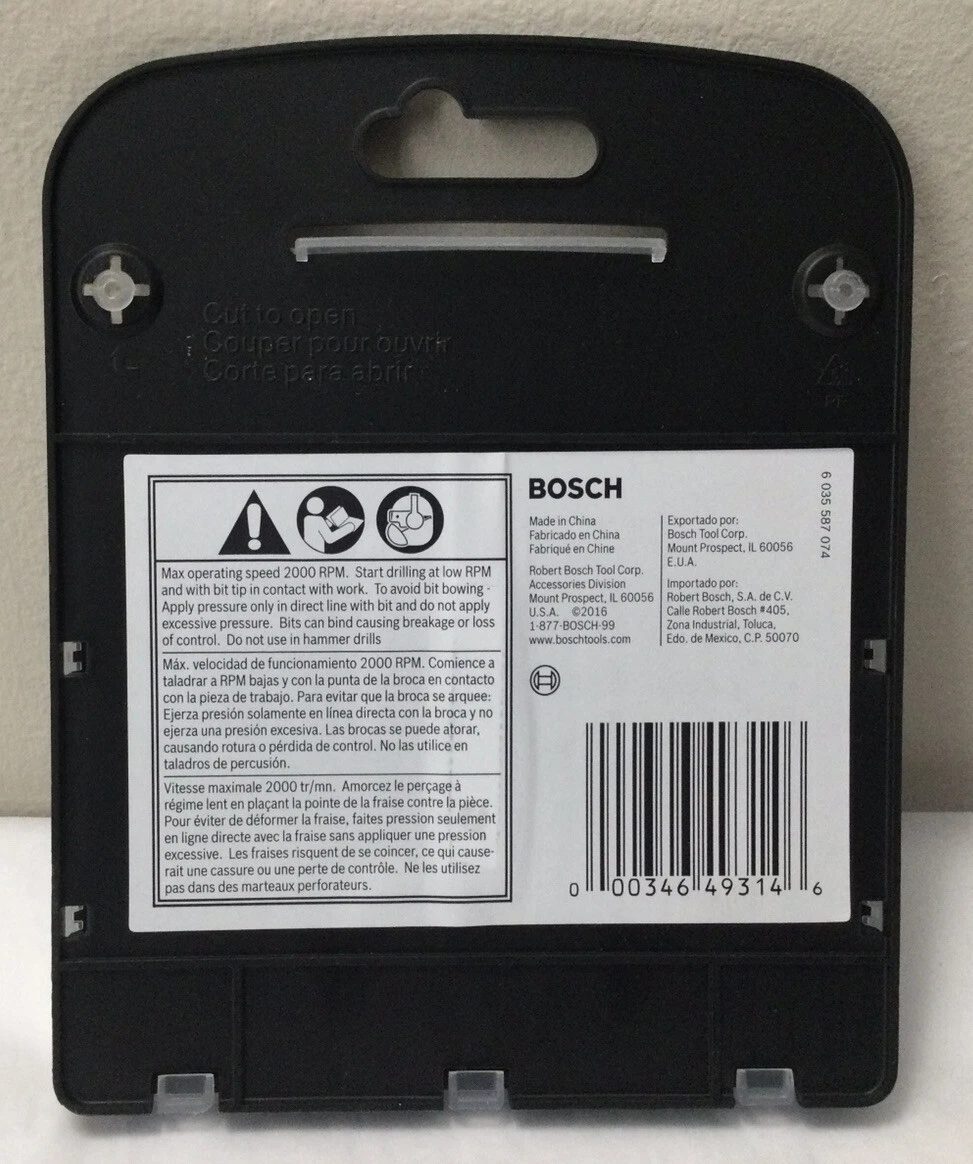 Cut to open
Couper pour ouvrir
Corte para abrir
PP
Max operating speed 2000 RPM. Start drilling at low RPM
and with bit tip in contact with work. To avoid bit bowing -
Apply pressure only in direct line with bit and do not apply
excessive pressure. Bits can bind causing breakage or loss
of control. Do not use in hammer drills
Máx. velocidad de funcionamiento 2000 RPM. Comience a
taladrar a RPM bajas y con la punta de la broca en contacto
con la pieza de trabajo. Para evitar que la broca se arquee:
Ejerza presión solamente en línea directa con la broca y no
ejerza una presión excesiva. Las brocas se puede atorar,
causando rotura o pérdida de control. No las utilice en
taladros de percusión.
Vitesse maximale 2000 tr/mn. Amorcez le perçage à
régime lent en plaçant la pointe de la fraise contre la pièce.
Pour éviter de déformer la fraise, faites pression seulement
en ligne directe avec la fraise sans appliquer une pression
excessive. Les fraises risquent de se coincer, ce qui cause-
rait une cassure ou une perte de contrôle. Ne les utilisez
pas dans des marteaux perforateurs.
BOSCH
Made in China
Fabricado en China
Fabriqué en Chine
Robert Bosch Tool Corp.
Accessories Division
Mount Prospect, IL 60056
U.S.A. ©2016
1-877-BOSCH-99
www.boschtools.com
Exportado por:
Bosch Tool Corp.
Mount Prospect, IL 60056
E.U.A.
Importado por:
Robert Bosch, S.A. de C.V.
Calle Robert Bosch #405,
Zona Industrial, Toluca,
Edo. de Mexico, C.P. 50070
6 035 587 074
0 00346 49314 6